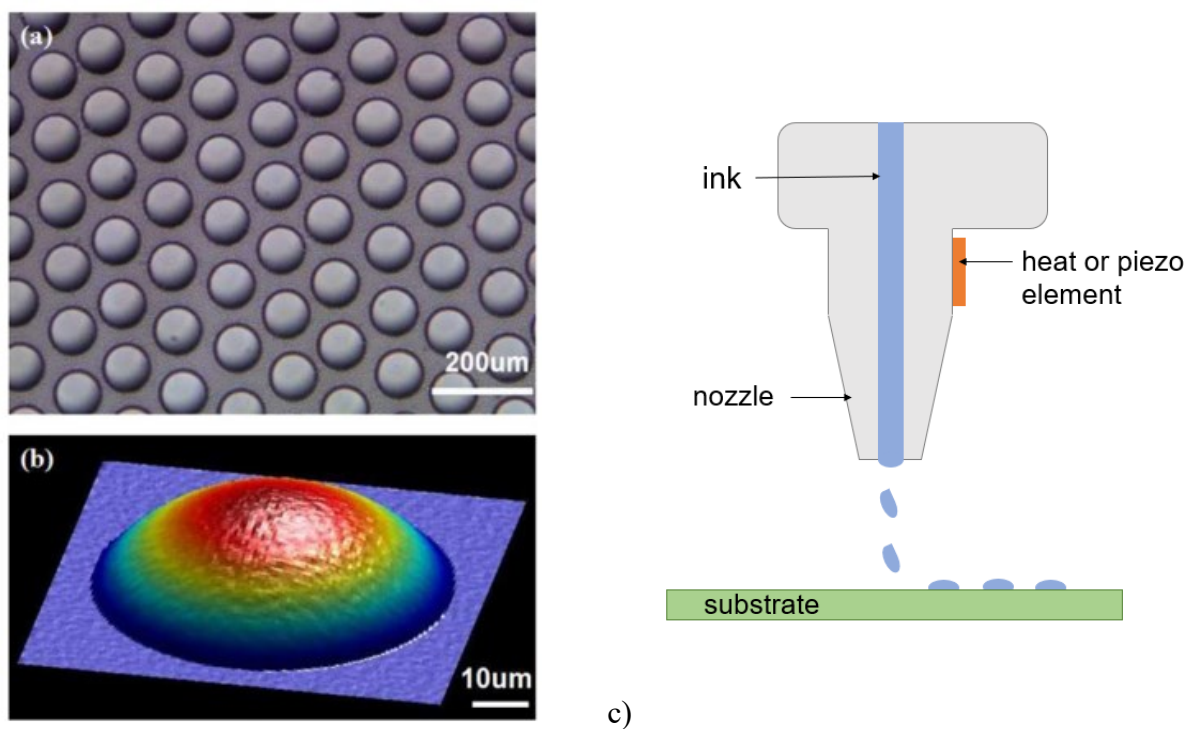 (a)
200um
(b)
10um
ink
heat or piezo
element
nozzle
substrate
c)